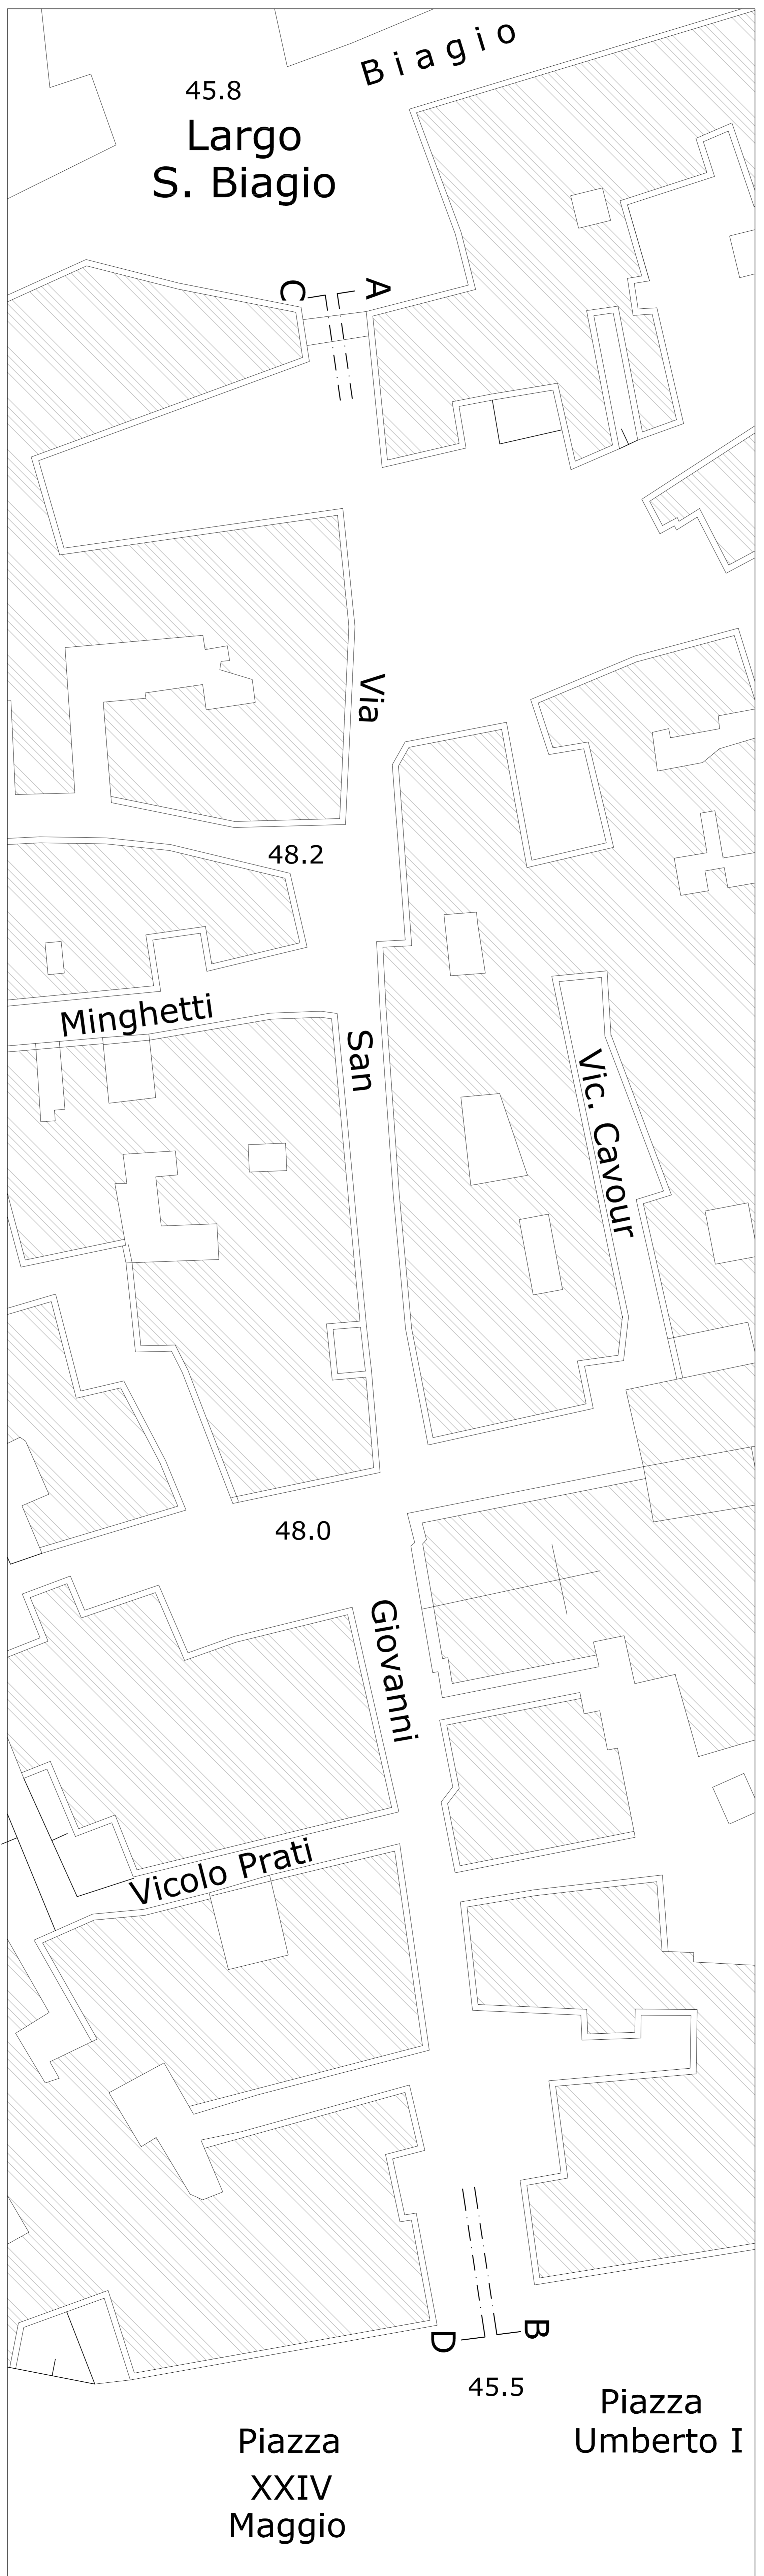 Biagio
45.8
Largo
S. Biagio
C
A
Via
48.2
Minghetti
San
Vic. Cavour
48.0
Giovanni
Vicolo Prati
D
B
45.5
Piazza
Umberto I
Piazza
XXIV
Maggio